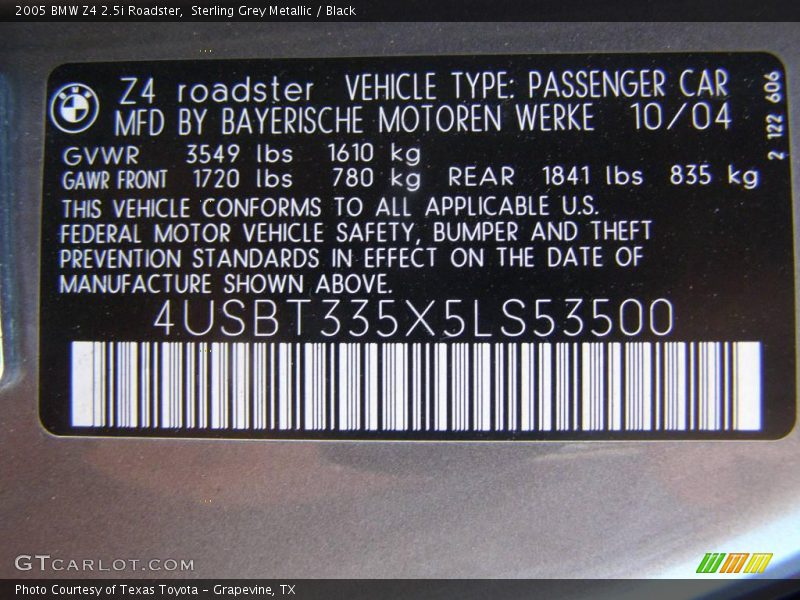 2005 BMW Z4 2.5i Roadster,  Sterling Grey Metallic / Black
BMW
Z4 roadster VEHICLE TYPE: PASSENGER CAR
MFD BY BAYERISCHE MOTOREN WERKE 10/04
2 122 606
GVWR 3549 lbs 1610 kg
GAWR FRONT 1720 lbs 780 kg REAR 1841 lbs 835 kg
THIS VEHICLE CONFORMS TO ALL APPLICABLE U.S.
FEDERAL MOTOR VEHICLE SAFETY, BUMPER AND THEFT
PREVENTION STANDARDS IN EFFECT ON THE DATE OF
MANUFACTURE SHOWN ABOVE.
4USBT335X5LS53500
GTCARLOT.COM
Photo Courtesy of Texas Toyota – Grapevine, TX